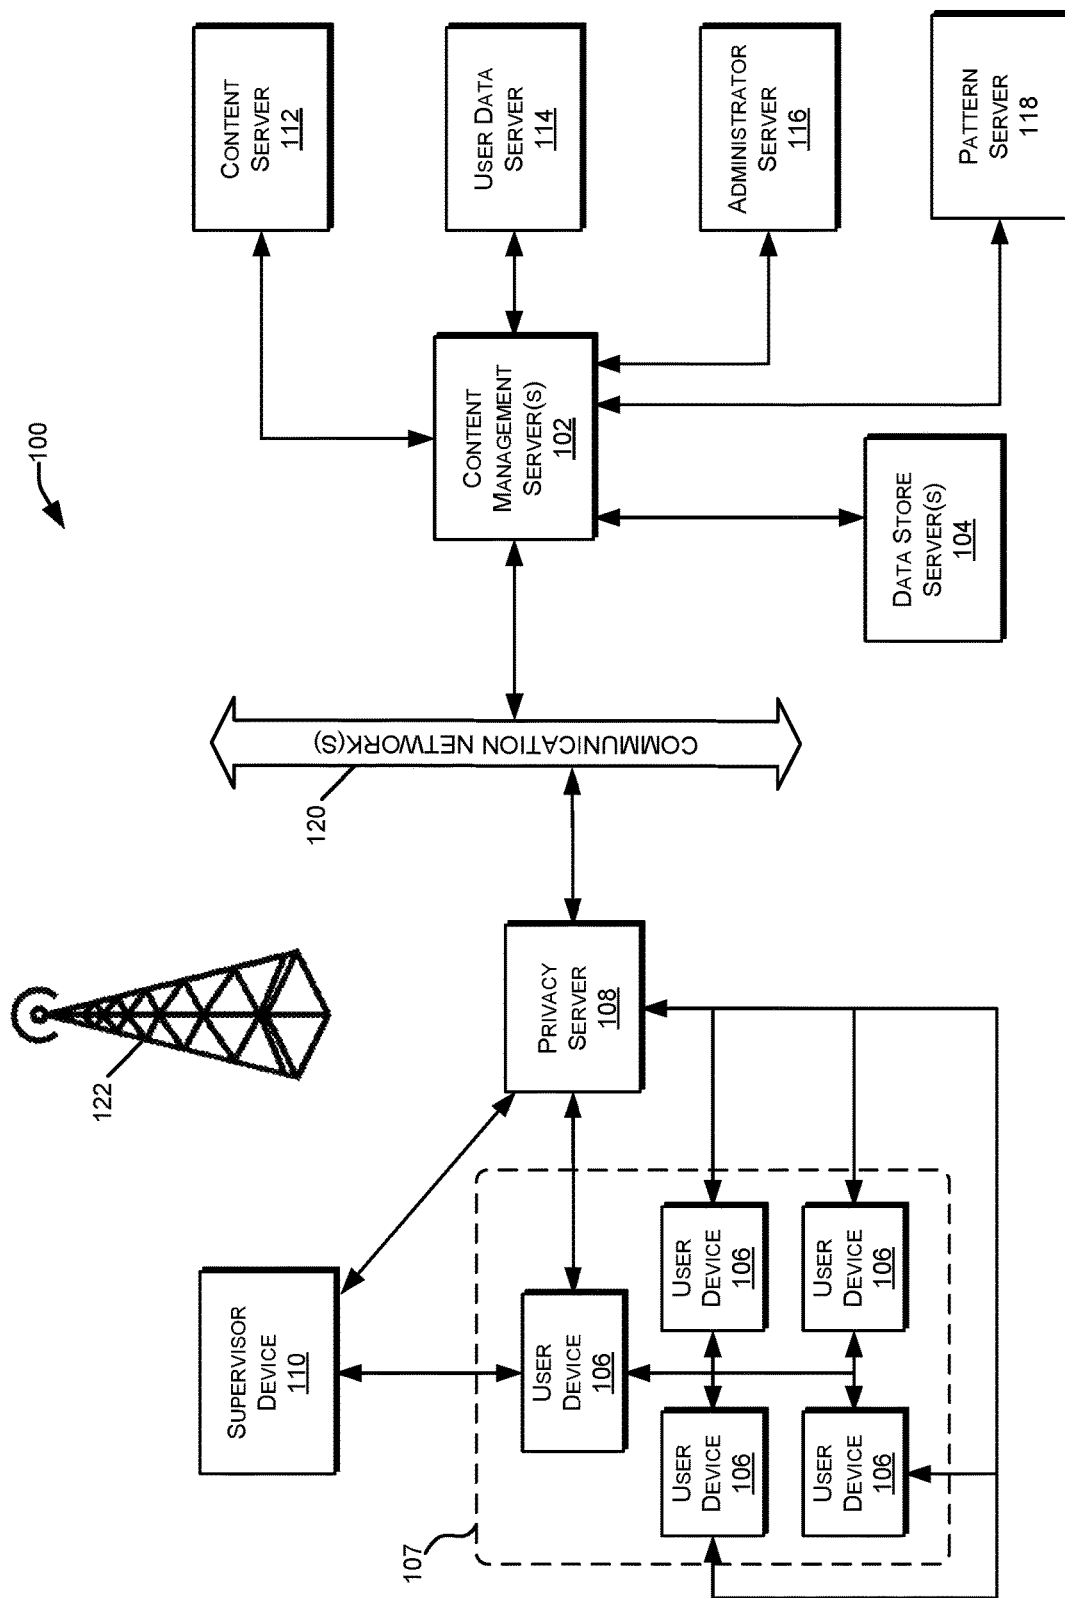 100
122
SUPERVISOR
DEVICE
110
PRIVACY
SERVER
108
120
COMMUNICATION NETWORK(S)
CONTENT
SERVER
112
CONTENT
MANAGEMENT
SERVER(S)
102
USER DATA
SERVER
114
ADMINISTRATOR
SERVER
116
PATTERN
SERVER
118
DATA STORE
SERVER(S)
104
107
USER
DEVICE
106
USER
DEVICE
106
USER
DEVICE
106
USER
DEVICE
106
USER
DEVICE
106